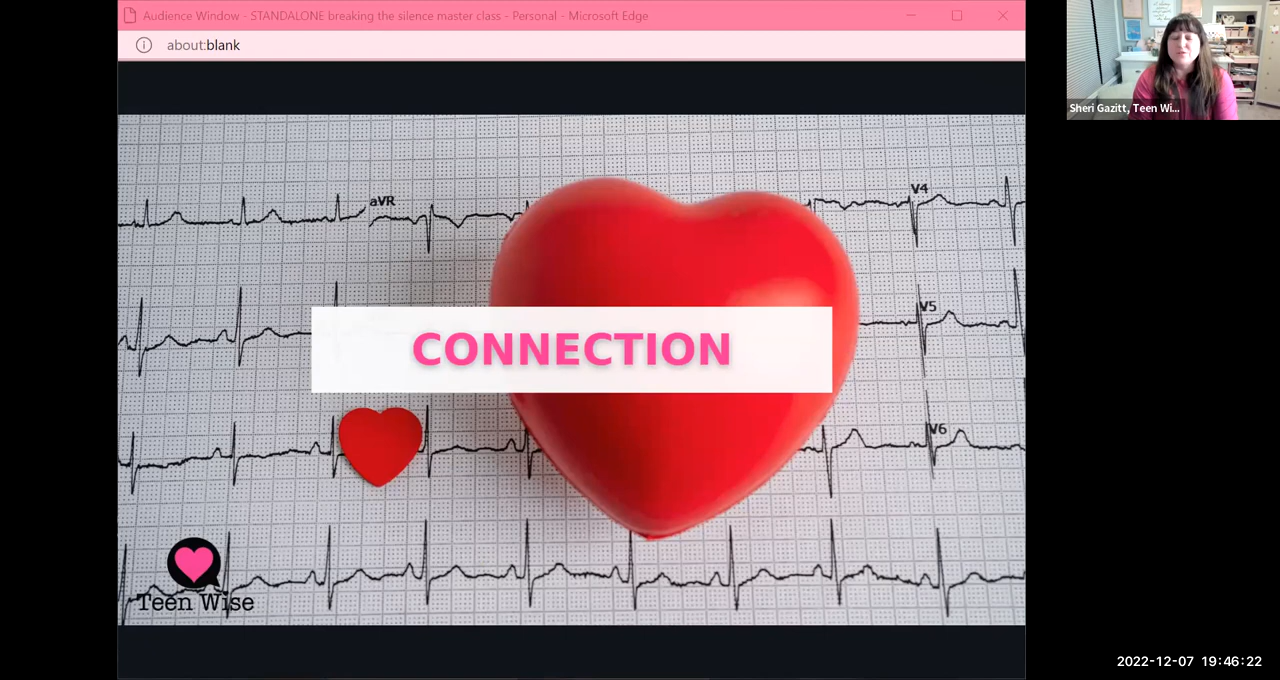 Audience Window - STANDALONE breaking the silence master class - Personal - Microsoft Edge
about:blank
aVR
V4
V5
CONNECTION
V6
Teen Wise
Sheri Gazitt, Teen Wi...
2022-12-07 19:46:22